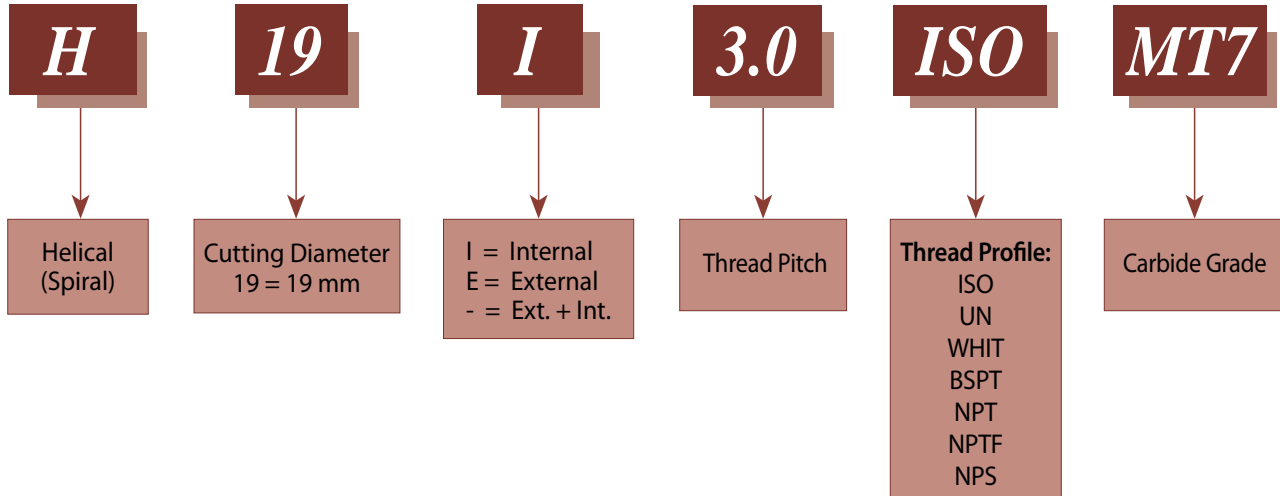 H 19 I 3.0 ISO MT7
Helical
(Spiral)
Cutting Diameter
19 = 19 mm
I = Internal
E = External
- = Ext. + Int.
Thread Pitch
Thread Profile:
ISO
UN
WHIT
BSPT
NPT
NPTF
NPS
Carbide Grade